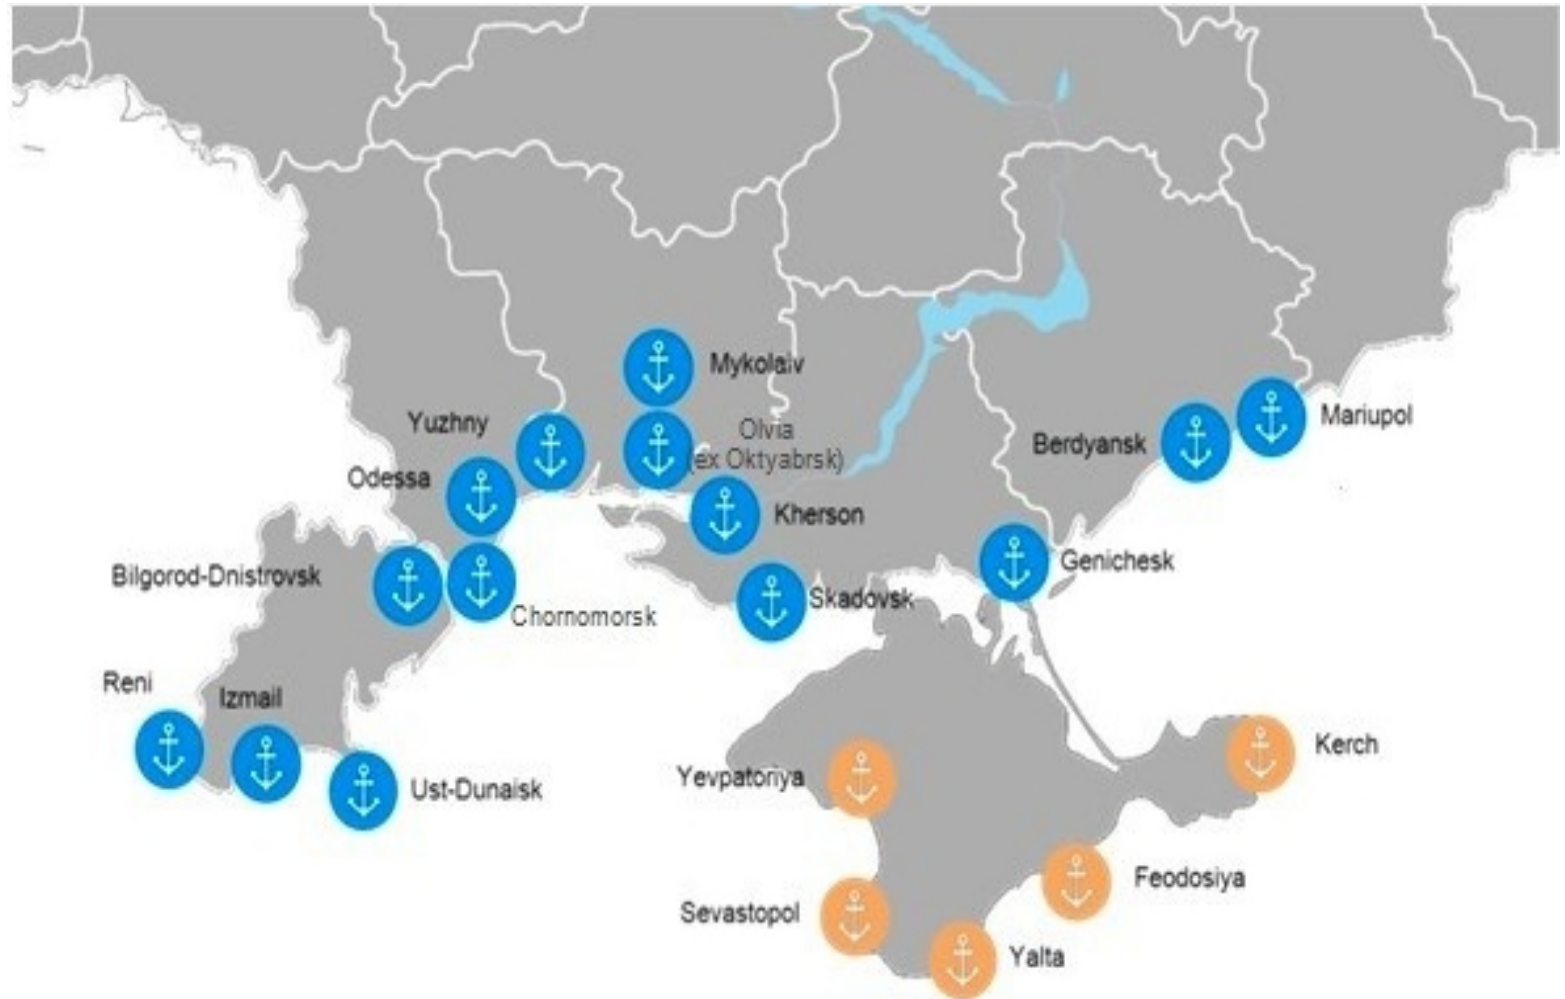 Mykolaiv
Yuzhny
Olvia
(ex Oktyabrsk)
Odessa
Kherson
Mariupol
Berdyansk
Genichesk
Bilgorod-Dnistrovsk
Chornomorsk
Skadovsk
Reni
Izmail
Ust-Dunaisk
Yevpatoriya
Kerch
Feodosiya
Sevastopol
Yalta